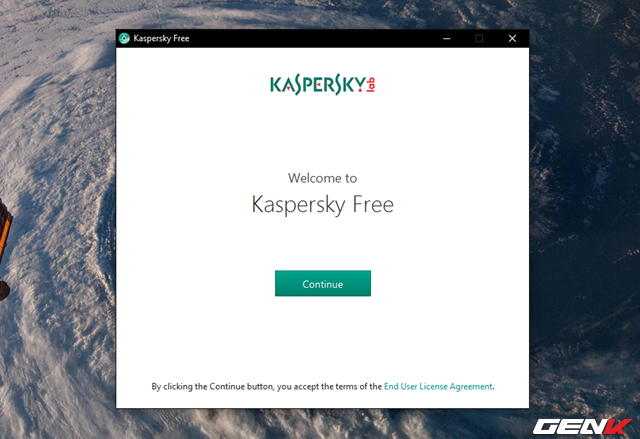 Kaspersky Free
KASPERSKY lab
Welcome to
Kaspersky Free
Continue
By clicking the Continue button, you accept the terms of the End User License Agreement.
GENK